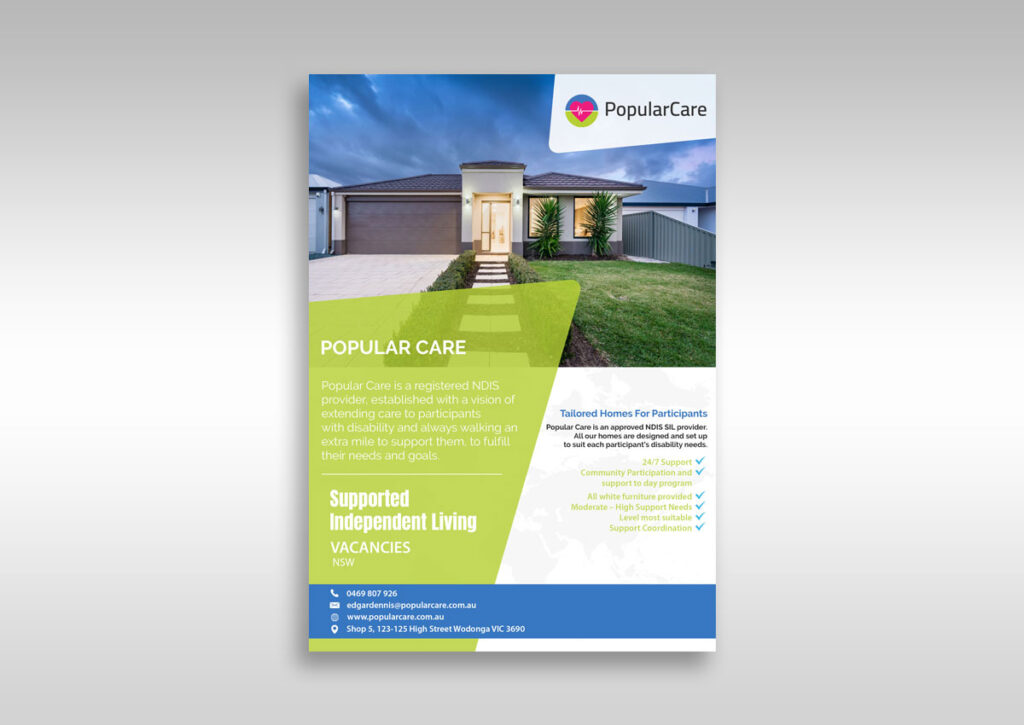 PopularCare
POPULAR CARE
Popular Care is a registered NDIS
provider, established with a vision of
extending care to participants
with disability and always walking an
extra mile to support them, to fulfill
their needs and goals.
Supported
Independent Living
VACANCIES
NSW
Tailored Homes For Participants
Popular Care is an approved NDIS SIL provider.
All our homes are designed and set up
to suit each participant's disability needs.
24/7 Support
Community Participation and
support to day program
All white furniture provided
Moderate – High Support Needs
Level most suitable
Support Coordination
0469 807 926
edgardennis@popularcare.com.au
www.popularcare.com.au
Shop 5, 123-125 High Street Wodonga VIC 3690